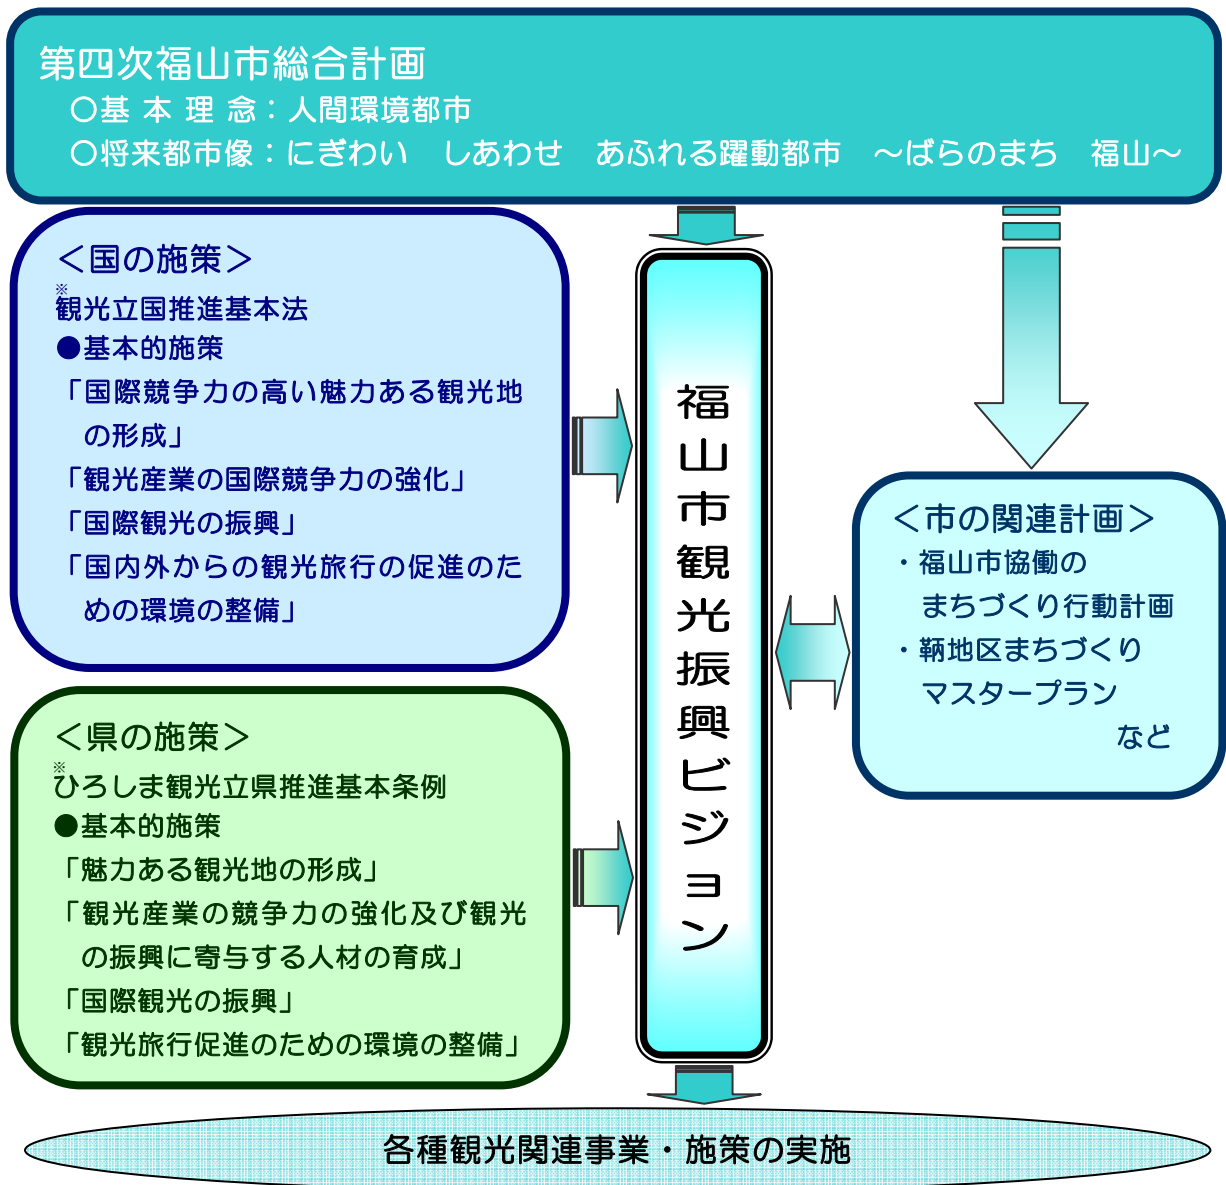 第四次福山市総合計画
○基 本 理 念：人間環境都市
○将来都市像：にぎわい　しあわせ　あふれる躍動都市　～ばらのまち　福山～
＜国の施策＞
※
観光立国推進基本法
●基本的施策
「国際競争力の高い魅力ある観光地
の形成」
「観光産業の国際競争力の強化」
「国際観光の振興」
「国内外からの観光旅行の促進のた
めの環境の整備」
＜県の施策＞
※
ひろしま観光立県推進基本条例
●基本的施策
「魅力ある観光地の形成」
「観光産業の競争力の強化及び観光
の振興に寄与する人材の育成」
「国際観光の振興」
「観光旅行促進のための環境の整備」
福山市観光振興ビジョン
＜市の関連計画＞
・福山市協働の
まちづくり行動計画
・鞆地区まちづくり
マスタープラン
など
各種観光関連事業・施策の実施